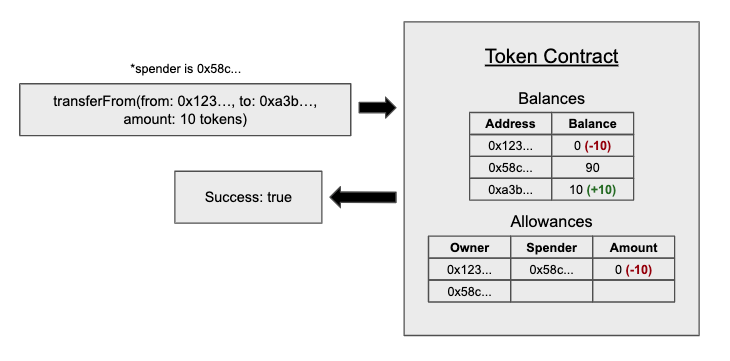 *spender is 0x58c...
transferFrom(from: 0x123…, to: 0xa3b…,
amount: 10 tokens)
Success: true
Token Contract
Balances
Address Balance
0x123... 0 (-10)
0x58c... 90
0xa3b... 10 (+10)
Allowances
Owner Spender Amount
0x123... 0x58c... 0 (-10)
0x58c...